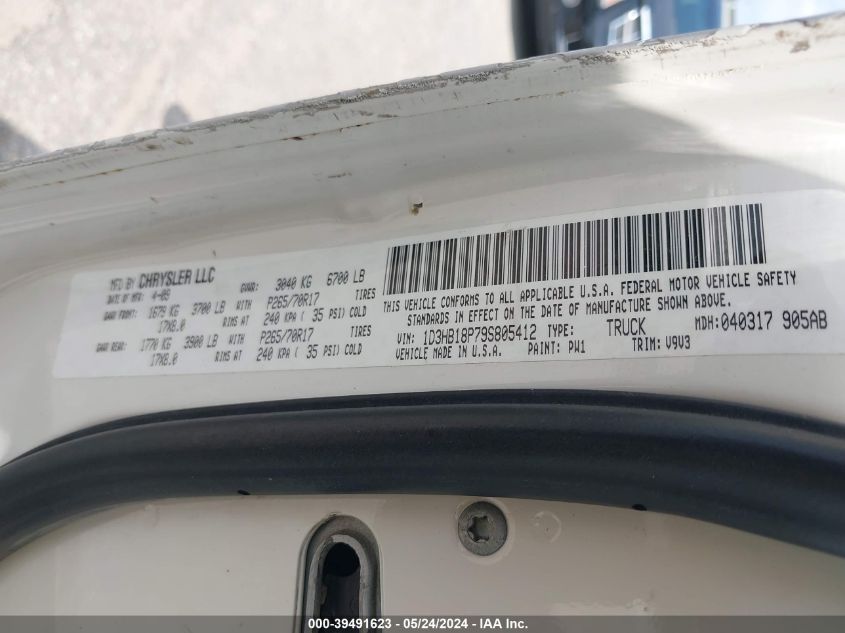 MFD BY CHRYSLER LLC GVWR: 3040 KG 6700 LB
DATE OF MFR: 4-09
GAWR FRONT: 1679 KG 3700 LB WITH P265/70R17 TIRES
17X8.0 RIMS AT 240 KPA ( 35 PSI) COLD
GAWR REAR: 1770 KG 3900 LB WITH P265/70R17 TIRES
17X8.0 RIMS AT 240 KPA ( 35 PSI) COLD
THIS VEHICLE CONFORMS TO ALL APPLICABLE U.S.A. FEDERAL MOTOR VEHICLE SAFETY
STANDARDS IN EFFECT ON THE DATE OF MANUFACTURE SHOWN ABOVE.
VIN: 1D3HB18P79S805412 TYPE: TRUCK MDH: 040317 905AB
VEHICLE MADE IN U.S.A. PAINT: PW1 TRIM: V9V3
000-39491623 - 05/24/2024 - IAA Inc.